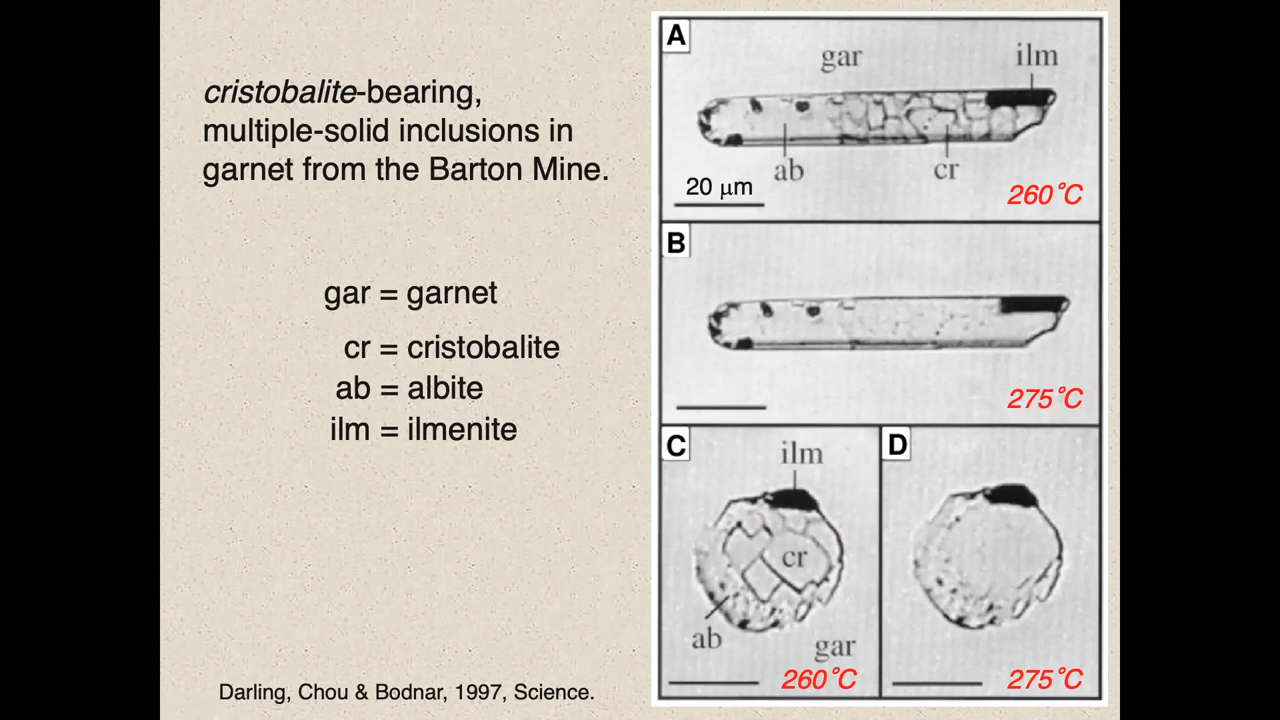 cristobalite-bearing,
multiple-solid inclusions in
garnet from the Barton Mine.
gar = garnet
cr = cristobalite
ab = albite
ilm = ilmenite
Darling, Chou & Bodnar, 1997, Science.
A
gar
ilm
ab
cr
20 μm
260°C
B
275°C
C
ilm
cr
ab
gar
260°C
D
275°C